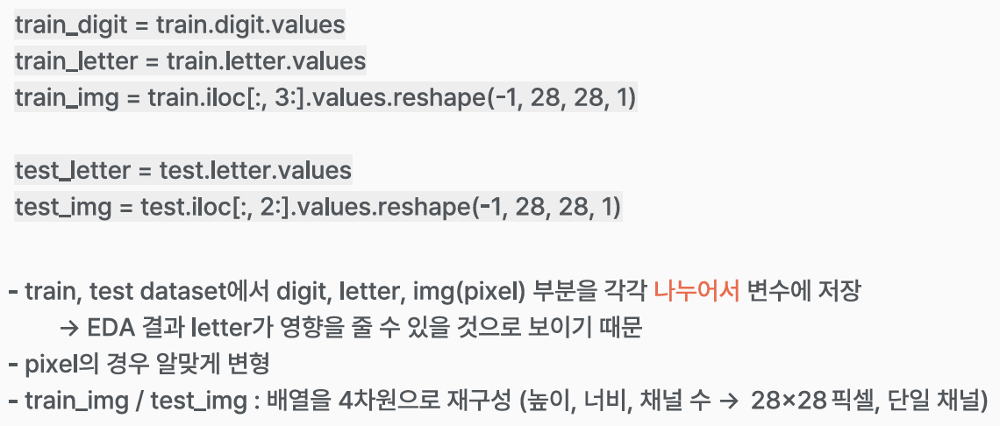 train_digit = train.digit.values
train_letter = train.letter.values
train_img = train.iloc[:, 3:].values.reshape(-1, 28, 28, 1)
test_letter = test.letter.values
test_img = test.iloc[:, 2:].values.reshape(-1, 28, 28, 1)
- train, test dataset에서 digit, letter, img(pixel) 부분을 각각 나누어서 변수에 저장
→ EDA 결과 letter가 영향을 줄 수 있을 것으로 보이기 때문
- pixel의 경우 알맞게 변형
- train_img / test_img : 배열을 4차원으로 재구성 (높이, 너비, 채널 수 → 28×28 픽셀, 단일 채널)